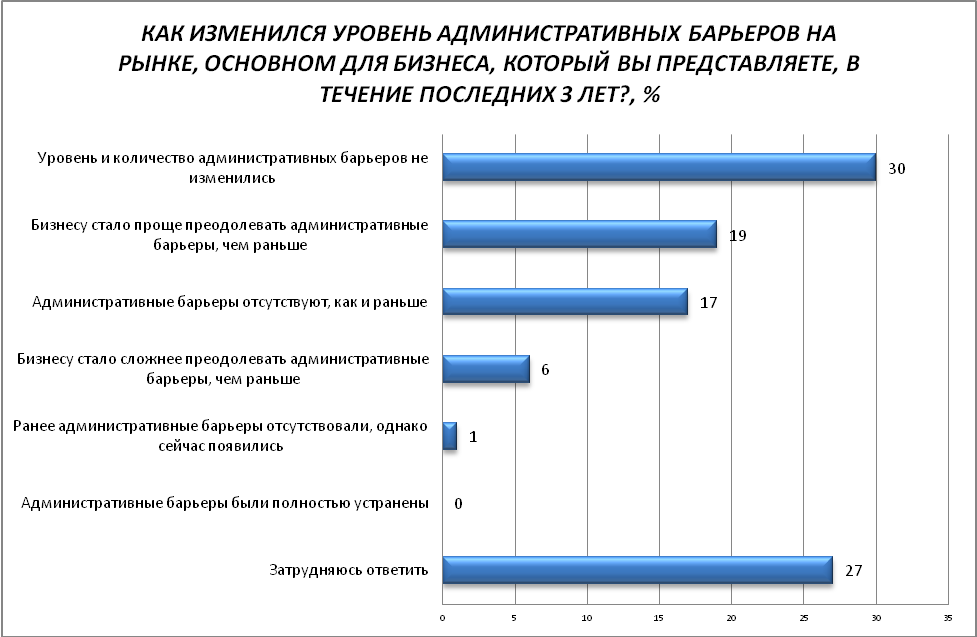 КАК ИЗМЕНИЛСЯ УРОВЕНЬ АДМИНИСТРАТИВНЫХ БАРЬЕРОВ НА
РЫНКЕ, ОСНОВНОМ ДЛЯ БИЗНЕСА, КОТОРЫЙ ВЫ ПРЕДСТАВЛЯЕТЕ, В
ТЕЧЕНИЕ ПОСЛЕДНИХ 3 ЛЕТ?, %
Уровень и количество административных барьеров не
изменились
30
Бизнесу стало проще преодолевать административные
барьеры, чем раньше
19
Административные барьеры отсутствуют, как и раньше
17
Бизнесу стало сложнее преодолевать административные
барьеры, чем раньше
6
Ранее административные барьеры отсутствовали, однако
сейчас появились
1
Административные барьеры были полностью устранены
0
Затрудняюсь ответить
27
0 5 10 15 20 25 30 35